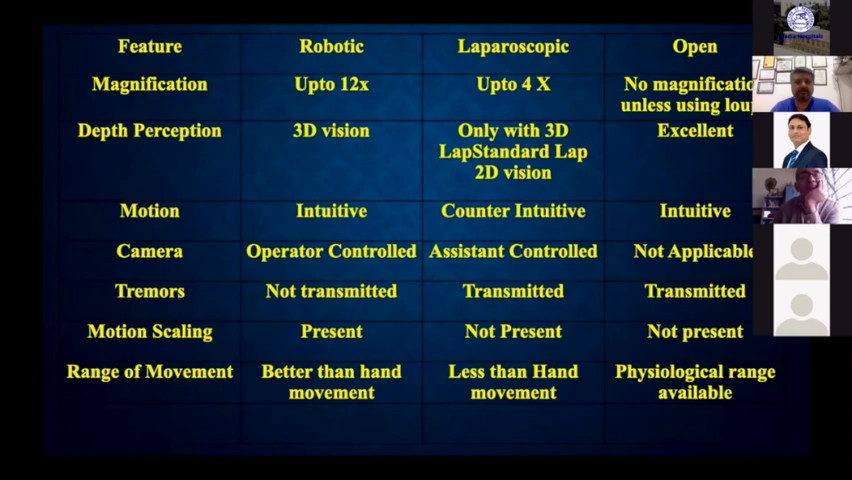 Feature Robotic Laparoscopic Open
Magnification Upto 12x Upto 4 X No magnificatio
unless using lou
Depth Perception 3D vision Only with 3D Excellent
LapStandard Lap
2D vision
Motion Intuitive Counter Intuitive Intuitive
Camera Operator Controlled Assistant Controlled Not Applicable
Tremors Not transmitted Transmitted Transmitted
Motion Scaling Present Not Present Not present
Range of Movement Better than hand Less than Hand Physiological range
movement movement available